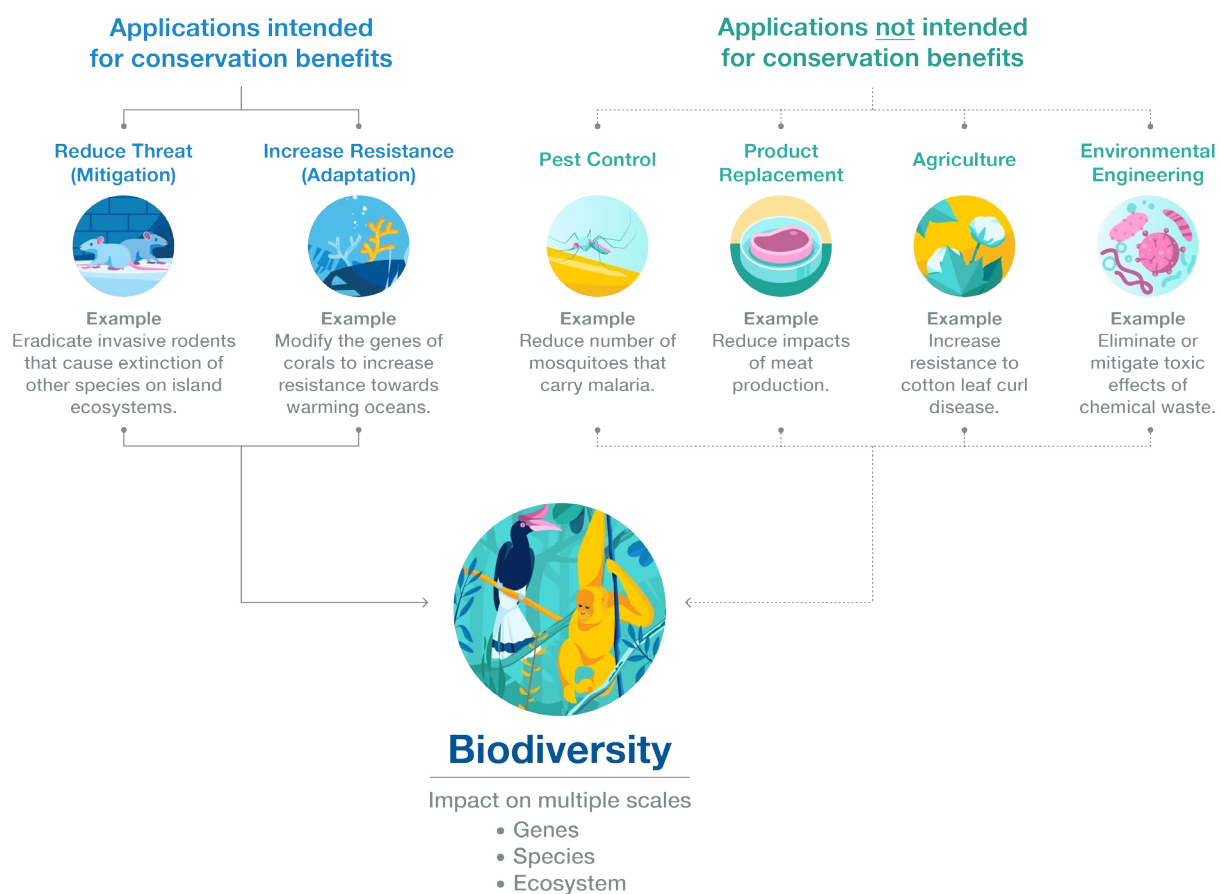 Applications intended
for conservation benefits
Applications not intended
for conservation benefits
Reduce Threat
(Mitigation)
Increase Resistance
(Adaptation)
Pest Control
Product
Replacement
Agriculture
Environmental
Engineering
Example
Eradicate invasive rodents
that cause extinction of
other species on island
ecosystems.
Example
Modify the genes of
corals to increase
resistance towards
warming oceans.
Example
Reduce number of
mosquitoes that
carry malaria.
Example
Reduce impacts
of meat
production.
Example
Increase
resistance to
cotton leaf curl
disease.
Example
Eliminate or
mitigate toxic
effects of
chemical waste.
Biodiversity
Impact on multiple scales
• Genes
• Species
• Ecosystem